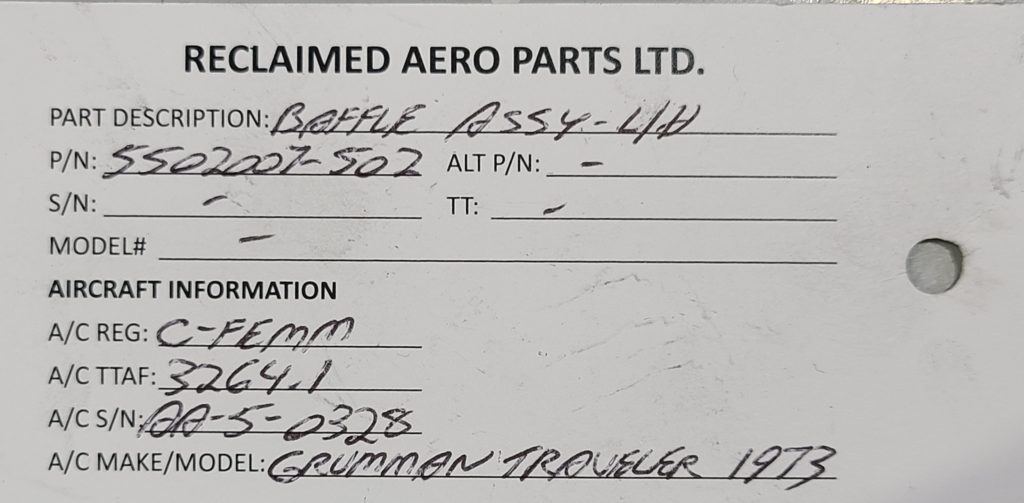 RECLAIMED AERO PARTS LTD.
PART DESCRIPTION: BAFFLE ASSY-L/H
P/N: 5502007-502 ALT P/N: -
S/N: - TT: -
MODEL# -
AIRCRAFT INFORMATION
A/C REG: C-FEMM
A/C TTAF: 3264.1
A/C S/N: AA-5-0328
A/C MAKE/MODEL: GRUMMAN TRAVELER 1973